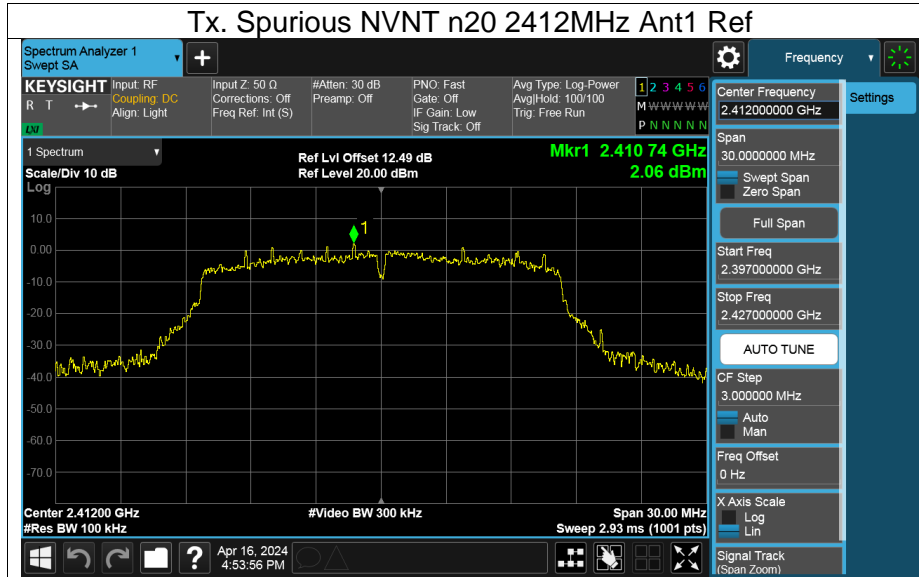 Tx. Spurious NVNT n20 2412MHz Ant1 Ref
Spectrum Analyzer 1
Swept SA
+
Frequency
KEYSIGHT
R T
LXI
Input: RF
Coupling: DC
Align: Light
Input Z: 50 Ω
Corrections: Off
Freq Ref: Int (S)
#Atten: 30 dB
Preamp: Off
PNO: Fast
Gate: Off
IF Gain: Low
Sig Track: Off
Avg Type: Log-Power
Avg|Hold: 100/100
Trig: Free Run
1 2 3 4 5 6
M W W W W W
P N N N N N
1 Spectrum
Scale/Div 10 dB
Log
Ref Lvl Offset 12.49 dB
Ref Level 20.00 dBm
Mkr1 2.410 74 GHz
2.06 dBm
1
10.0
0.00
-10.0
-20.0
-30.0
-40.0
-50.0
-60.0
-70.0
Center 2.41200 GHz
#Res BW 100 kHz
#Video BW 300 kHz
Span 30.00 MHz
Sweep 2.93 ms (1001 pts)
?
Apr 16, 2024
4:53:56 PM
Center Frequency
2.412000000 GHz
Settings
Span
30.0000000 MHz
Swept Span
Zero Span
Full Span
Start Freq
2.397000000 GHz
Stop Freq
2.427000000 GHz
AUTO TUNE
CF Step
3.000000 MHz
Auto
Man
Freq Offset
0 Hz
X Axis Scale
Log
Lin
Signal Track
(Span Zoom)